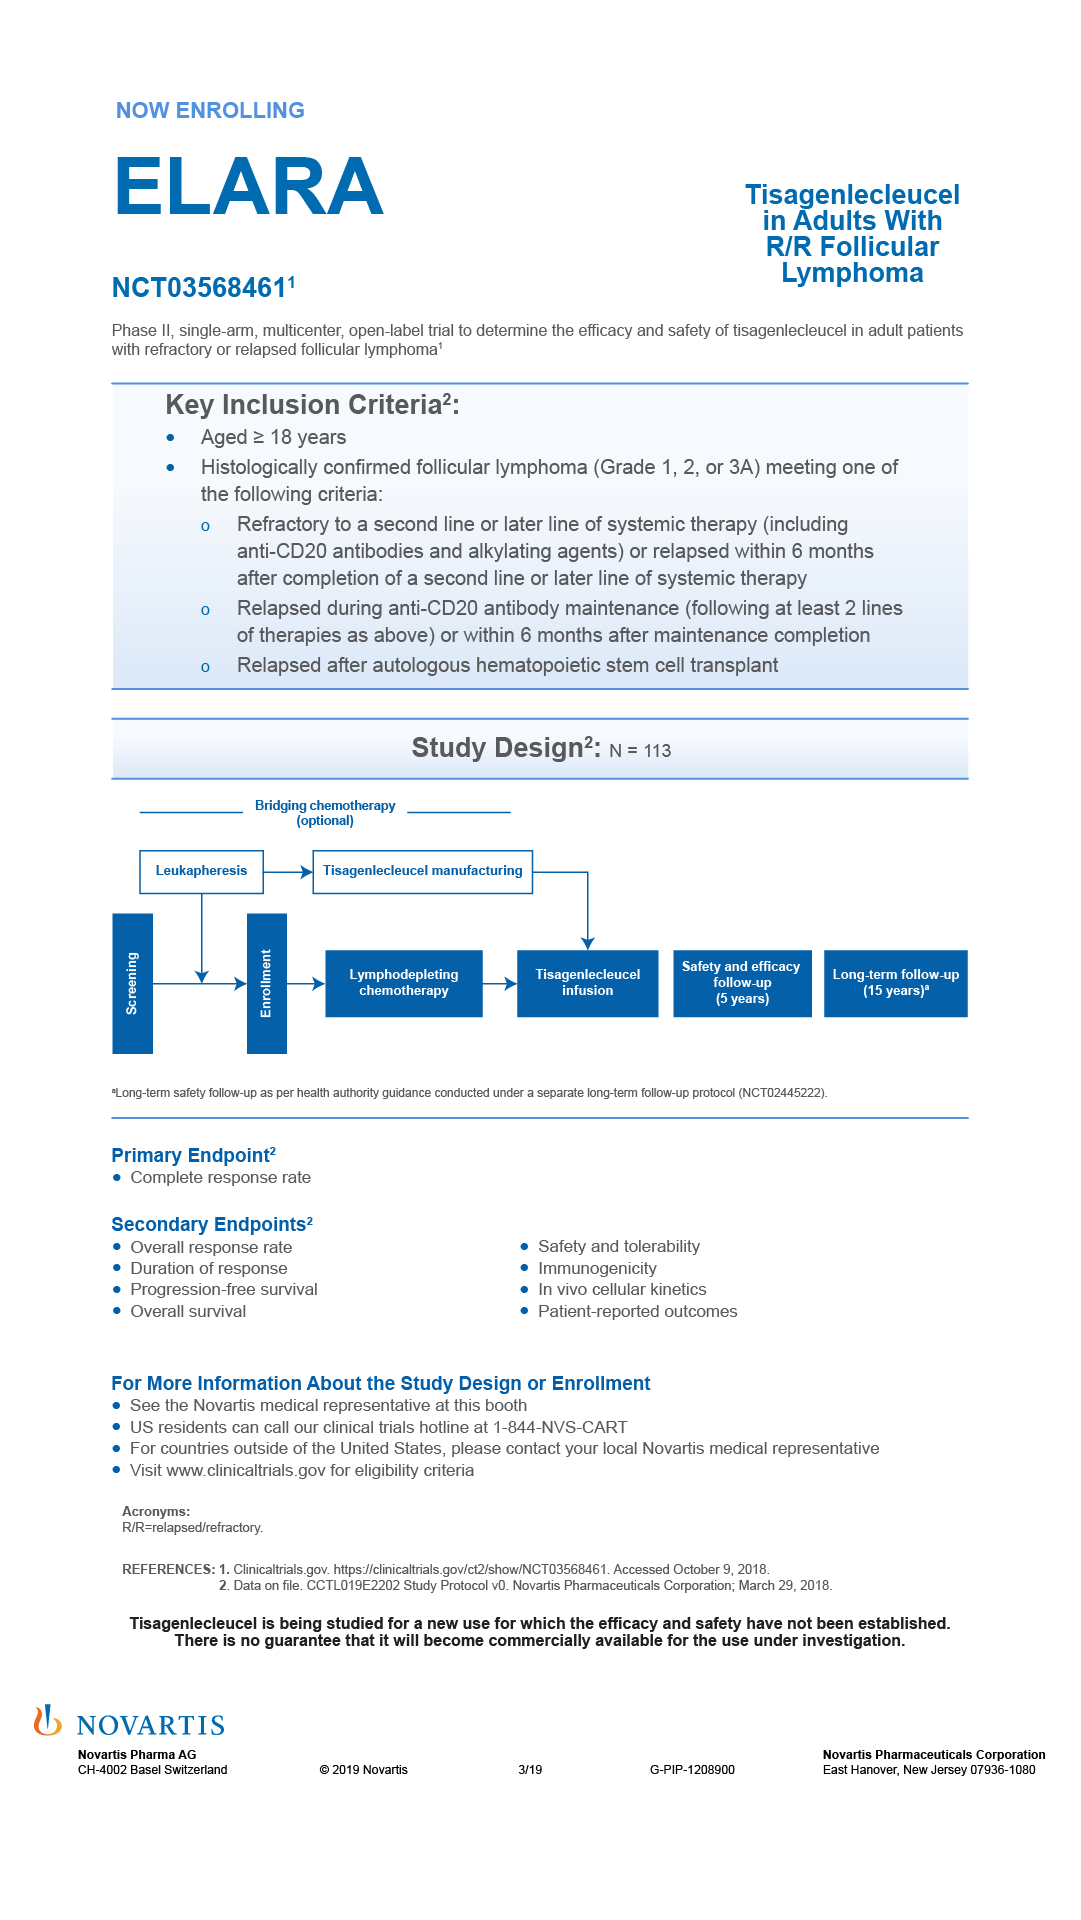 NOW ENROLLING
ELARA
Tisagenlecleucel
in Adults With
R/R Follicular
Lymphoma
NCT03568461¹
Phase II, single-arm, multicenter, open-label trial to determine the efficacy and safety of tisagenlecleucel in adult patients
with refractory or relapsed follicular lymphoma¹
Key Inclusion Criteria²:
• Aged ≥ 18 years
• Histologically confirmed follicular lymphoma (Grade 1, 2, or 3A) meeting one of
the following criteria:
o Refractory to a second line or later line of systemic therapy (including
anti-CD20 antibodies and alkylating agents) or relapsed within 6 months
after completion of a second line or later line of systemic therapy
o Relapsed during anti-CD20 antibody maintenance (following at least 2 lines
of therapies as above) or within 6 months after maintenance completion
o Relapsed after autologous hematopoietic stem cell transplant
Study Design²: N = 113
Bridging chemotherapy
(optional)
Leukapheresis
Tisagenlecleucel manufacturing
Screening
Enrollment
Lymphodepleting
chemotherapy
Tisagenlecleucel
infusion
Safety and efficacy
follow-up
(5 years)
Long-term follow-up
(15 years)ª
ªLong-term safety follow-up as per health authority guidance conducted under a separate long-term follow-up protocol (NCT02445222).
Primary Endpoint²
• Complete response rate
Secondary Endpoints²
• Overall response rate
• Duration of response
• Progression-free survival
• Overall survival
• Safety and tolerability
• Immunogenicity
• In vivo cellular kinetics
• Patient-reported outcomes
For More Information About the Study Design or Enrollment
• See the Novartis medical representative at this booth
• US residents can call our clinical trials hotline at 1-844-NVS-CART
• For countries outside of the United States, please contact your local Novartis medical representative
• Visit www.clinicaltrials.gov for eligibility criteria
Acronyms:
R/R=relapsed/refractory.
REFERENCES: 1. Clinicaltrials.gov. https://clinicaltrials.gov/ct2/show/NCT03568461. Accessed October 9, 2018.
2. Data on file. CCTL019E2202 Study Protocol v0. Novartis Pharmaceuticals Corporation; March 29, 2018.
Tisagenlecleucel is being studied for a new use for which the efficacy and safety have not been established.
There is no guarantee that it will become commercially available for the use under investigation.
NOVARTIS
Novartis Pharma AG
CH-4002 Basel Switzerland
© 2019 Novartis
3/19
G-PIP-1208900
Novartis Pharmaceuticals Corporation
East Hanover, New Jersey 07936-1080